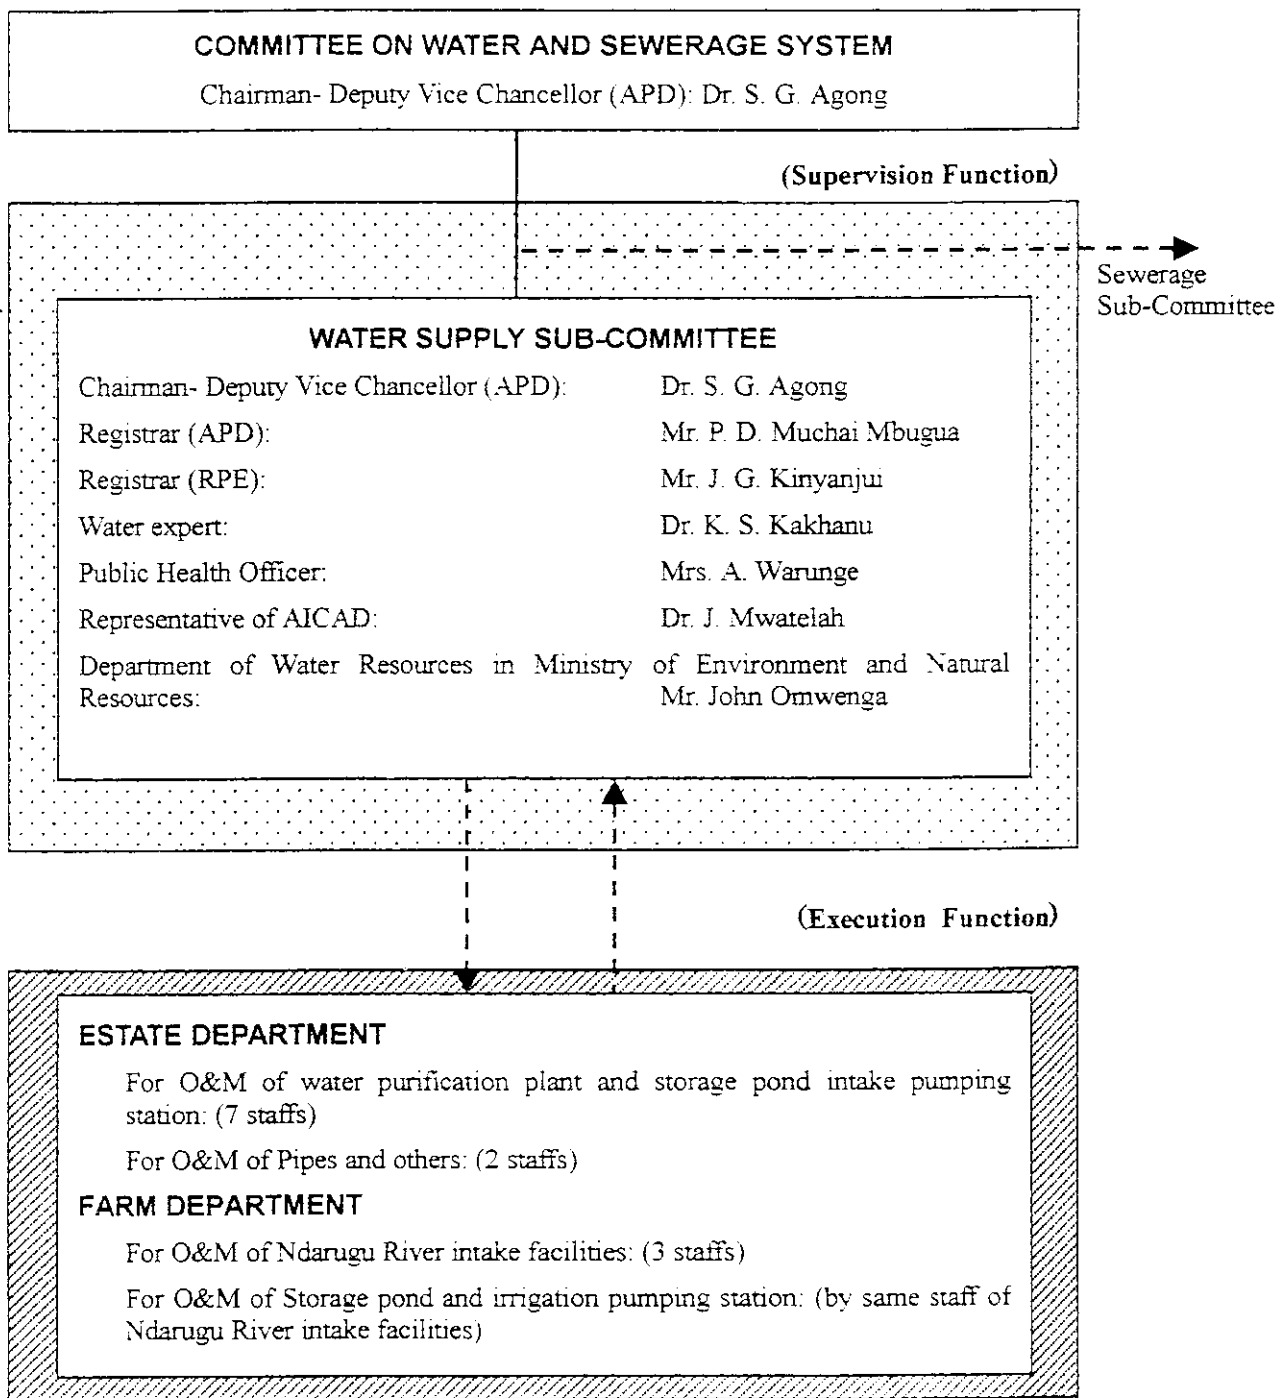 COMMITTEE ON WATER AND SEWERAGE SYSTEM
Chairman- Deputy Vice Chancellor (APD): Dr. S. G. Agong
(Supervision Function)
Sewerage
Sub-Committee
WATER SUPPLY SUB-COMMITTEE
Chairman- Deputy Vice Chancellor (APD): Dr. S. G. Agong
Registrar (APD): Mr. P. D. Muchai Mbugua
Registrar (RPE): Mr. J. G. Kinyanjui
Water expert: Dr. K. S. Kakhanu
Public Health Officer: Mrs. A. Warunge
Representative of AICAD: Dr. J. Mwatelah
Department of Water Resources in Ministry of Environment and Natural
Resources: Mr. John Omwenga
(Execution Function)
ESTATE DEPARTMENT
For O&M of water purification plant and storage pond intake pumping
station: (7 staffs)
For O&M of Pipes and others: (2 staffs)
FARM DEPARTMENT
For O&M of Ndarugu River intake facilities: (3 staffs)
For O&M of Storage pond and irrigation pumping station: (by same staff of
Ndarugu River intake facilities)